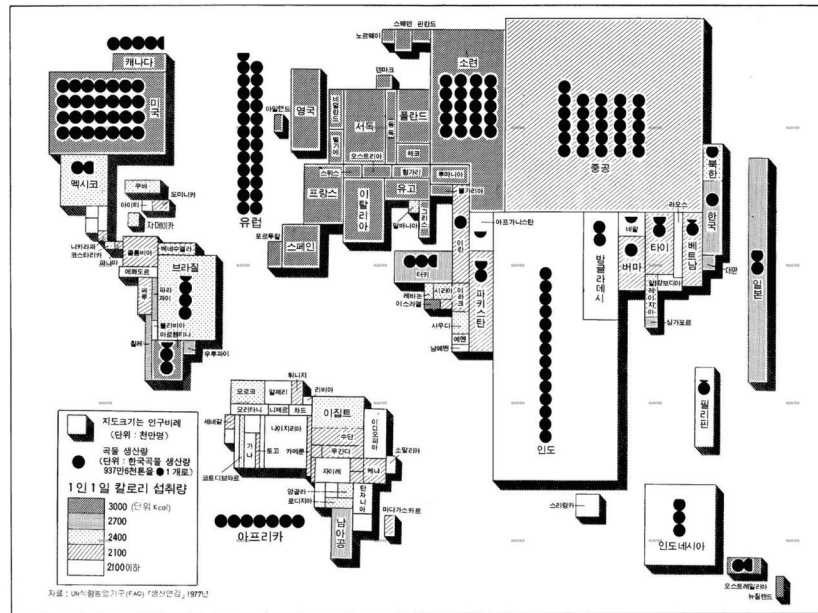 캐나다
미국
멕시코
쿠바
도미니카
아이티
자메이카
니카라과
코스타리카
파나마
콜롬비아
베네수엘라
에콰도르
브라질
페루
파라과이
볼리비아
아르헨티나
칠레
우루과이
유럽
아일랜드
영국
노르웨이
스웨덴
핀란드
덴마크
소련
네덜란드
벨기에
서독
동독
폴란드
체코
오스트리아
스위스
헝가리
루마니아
프랑스
이탈리아
유고
불가리아
알바니아
그리스
포르투칼
스페인
터키
시리아
레바논
이스라엘
이라크
이란
사우디
예멘
남예멘
아프가니스탄
파키스탄
중공
인도
네팔
방글라데시
버마
라오스
타이
베트남
캄보디아
말레이지아
싱가포르
북한
한국
대만
일본
필리핀
스리랑카
인도네시아
오스트레일리아
뉴질랜드
튀니지
모로코
알제리
리비아
모리타니
니제르
차드
이집트
세네갈
나이지리아
수단
이디오피아
가나
토고
카메룬
우간다
소말리아
코트디브와르
자이레
케냐
앙골라
로디지아
탄자니아
남아공
마다가스카르
아프리카
지도크기는 인구비례
(단위 : 천만명)
곡물 생산량
(단위 : 한국곡물 생산량
937만6천톤을 ● 1개로)
1인1일 칼로리 섭취량
3000 (단위 Kcal)
2700
2400
2100
2100이하
자료 : UN식량농업기구(FAO) 「생산연감」 1977년